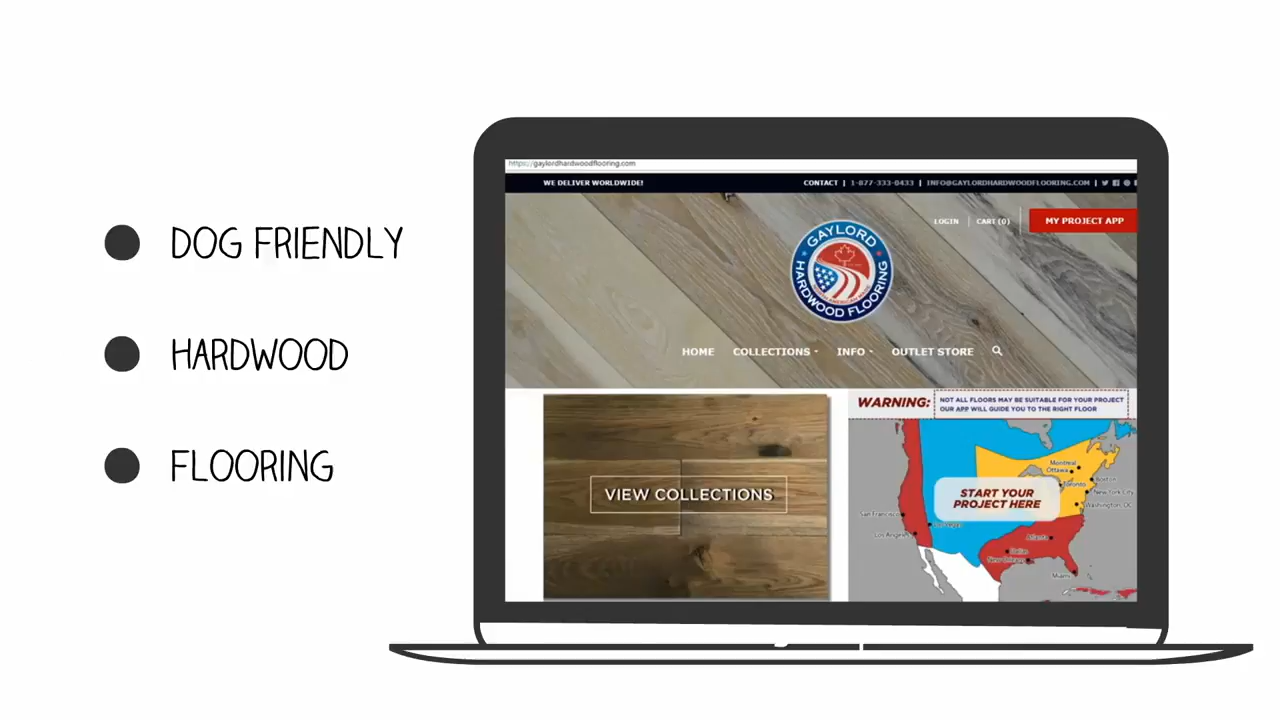 DOG FRIENDLY
HARDWOOD
FLOORING
https://gaylordhardwoodflooring.com
WE DELIVER WORLDWIDE!
CONTACT | 1-877-333-0433 | INFO@GAYLORDHARDWOODFLOORING.COM |
LOGIN
CART (0)
MY PROJECT APP
GAYLORD
HARDWOOD FLOORING
HOME
COLLECTIONS
INFO
OUTLET STORE
VIEW COLLECTIONS
WARNING:
NOT ALL FLOORS MAY BE SUITABLE FOR YOUR PROJECT
OUR APP WILL GUIDE YOU TO THE RIGHT FLOOR
Montreal
Ottawa
Toronto
Boston
New York City
Washington, DC
START YOUR
PROJECT HERE
San Francisco
Las Vegas
Los Angeles
Atlanta
Dallas
New Orleans
Miami